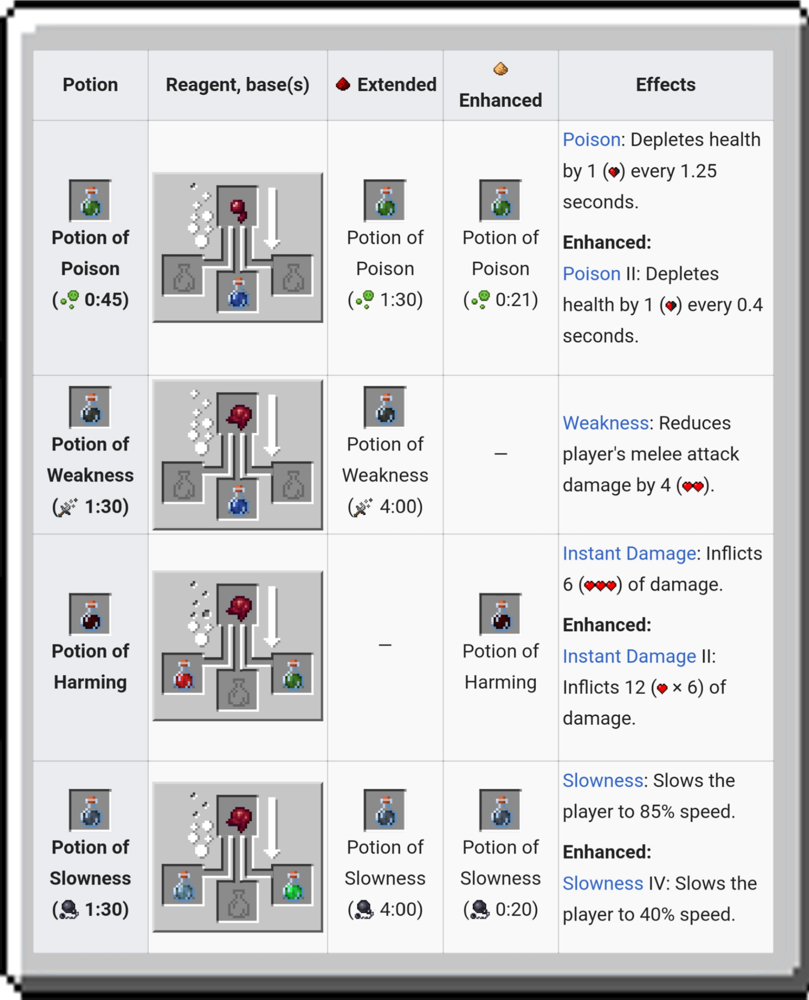 Potion
Reagent, base(s)
Extended
Enhanced
Effects
Potion of
Poison
(0:45)
Potion of
Poison
(1:30)
Potion of
Poison
(0:21)
Poison: Depletes health
by 1 () every 1.25
seconds.
Enhanced:
Poison II: Depletes
health by 1 () every 0.4
seconds.
Potion of
Weakness
(1:30)
Potion of
Weakness
(4:00)
–
Weakness: Reduces
player's melee attack
damage by 4 ().
Potion of
Harming
–
Potion of
Harming
Instant Damage: Inflicts
6 () of damage.
Enhanced:
Instant Damage II:
Inflicts 12 ( × 6) of
damage.
Potion of
Slowness
(1:30)
Potion of
Slowness
(4:00)
Potion of
Slowness
(0:20)
Slowness: Slows the
player to 85% speed.
Enhanced:
Slowness IV: Slows the
player to 40% speed.